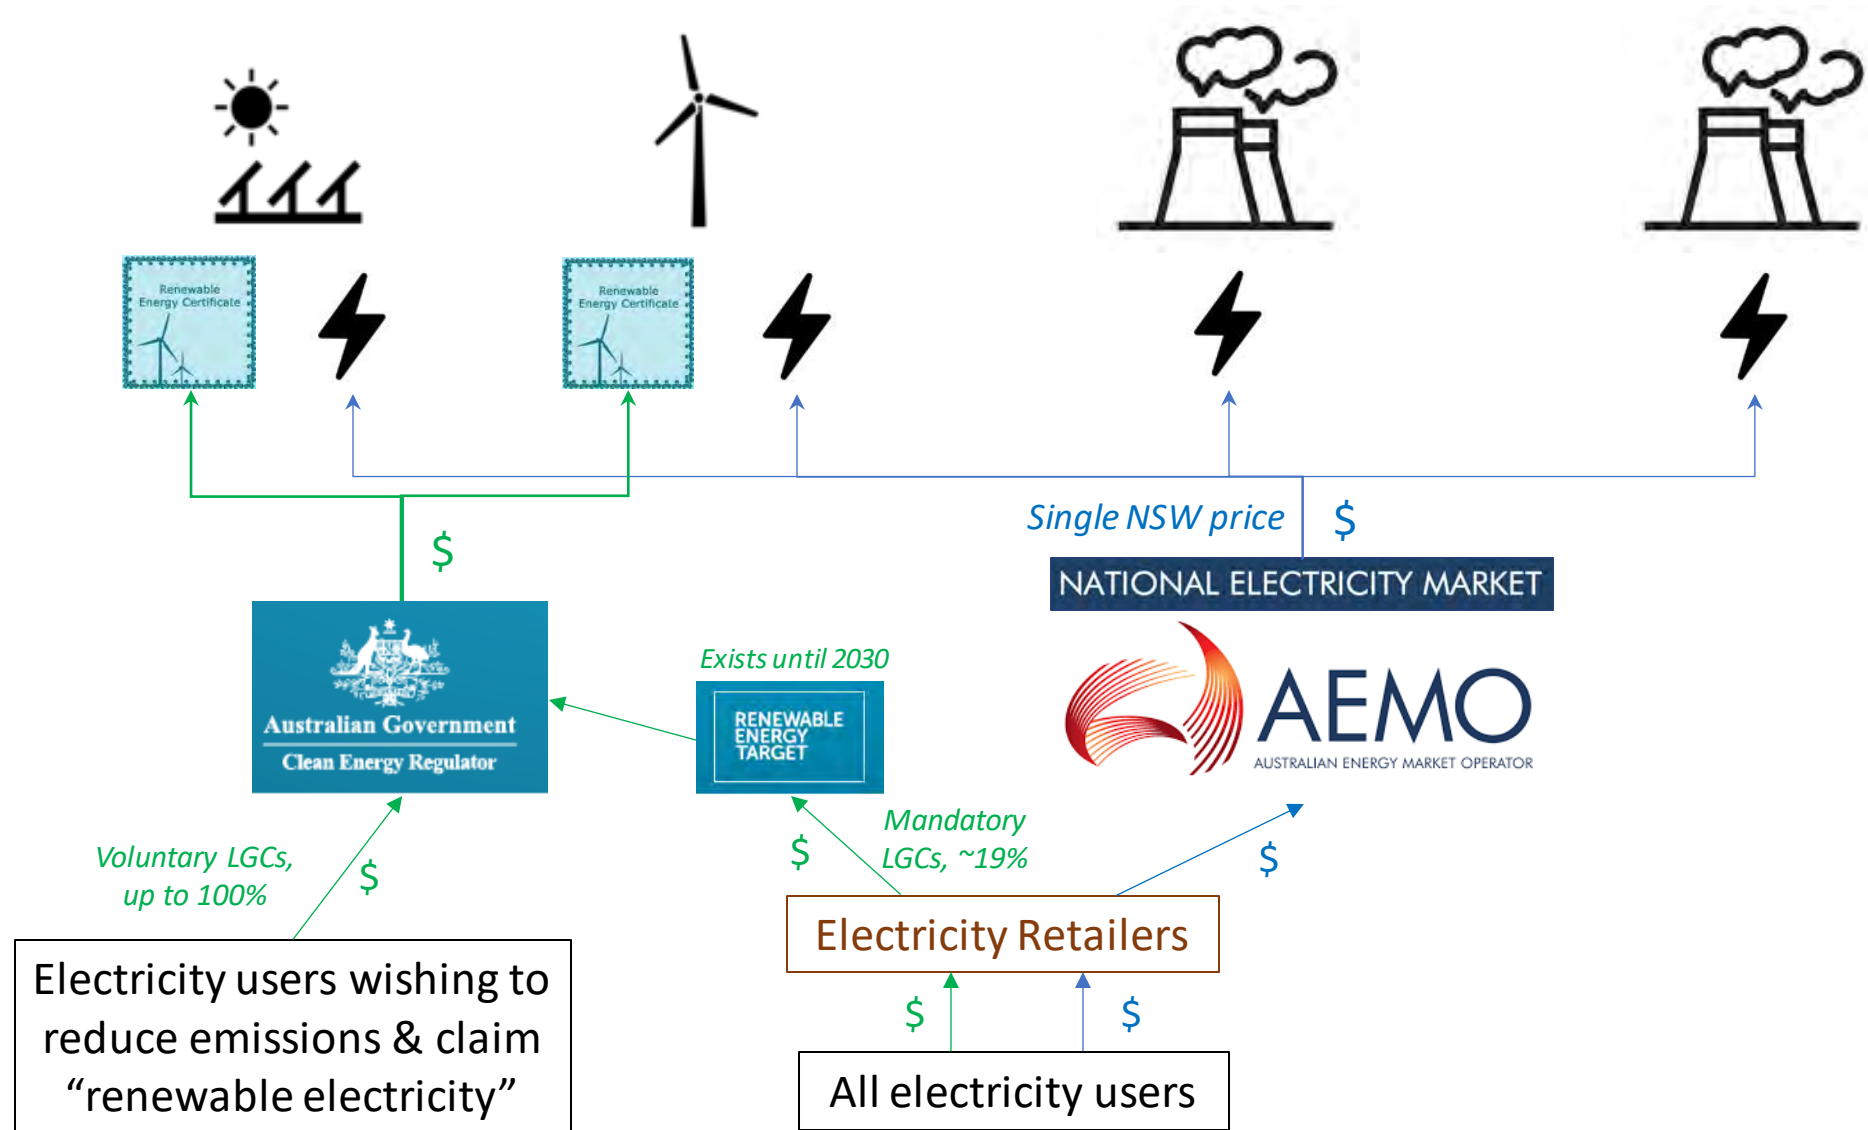 Renewable
Energy Certificate
Renewable
Energy Certificate
$
Single NSW price
$
NATIONAL ELECTRICITY MARKET
Australian Government
Clean Energy Regulator
Exists until 2030
RENEWABLE
ENERGY
TARGET
AEMO
AUSTRALIAN ENERGY MARKET OPERATOR
Voluntary LGCs,
up to 100%
$
$
Mandatory
LGCs, ~19%
$
Electricity Retailers
Electricity users wishing to
reduce emissions & claim
“renewable electricity”
$
$
All electricity users